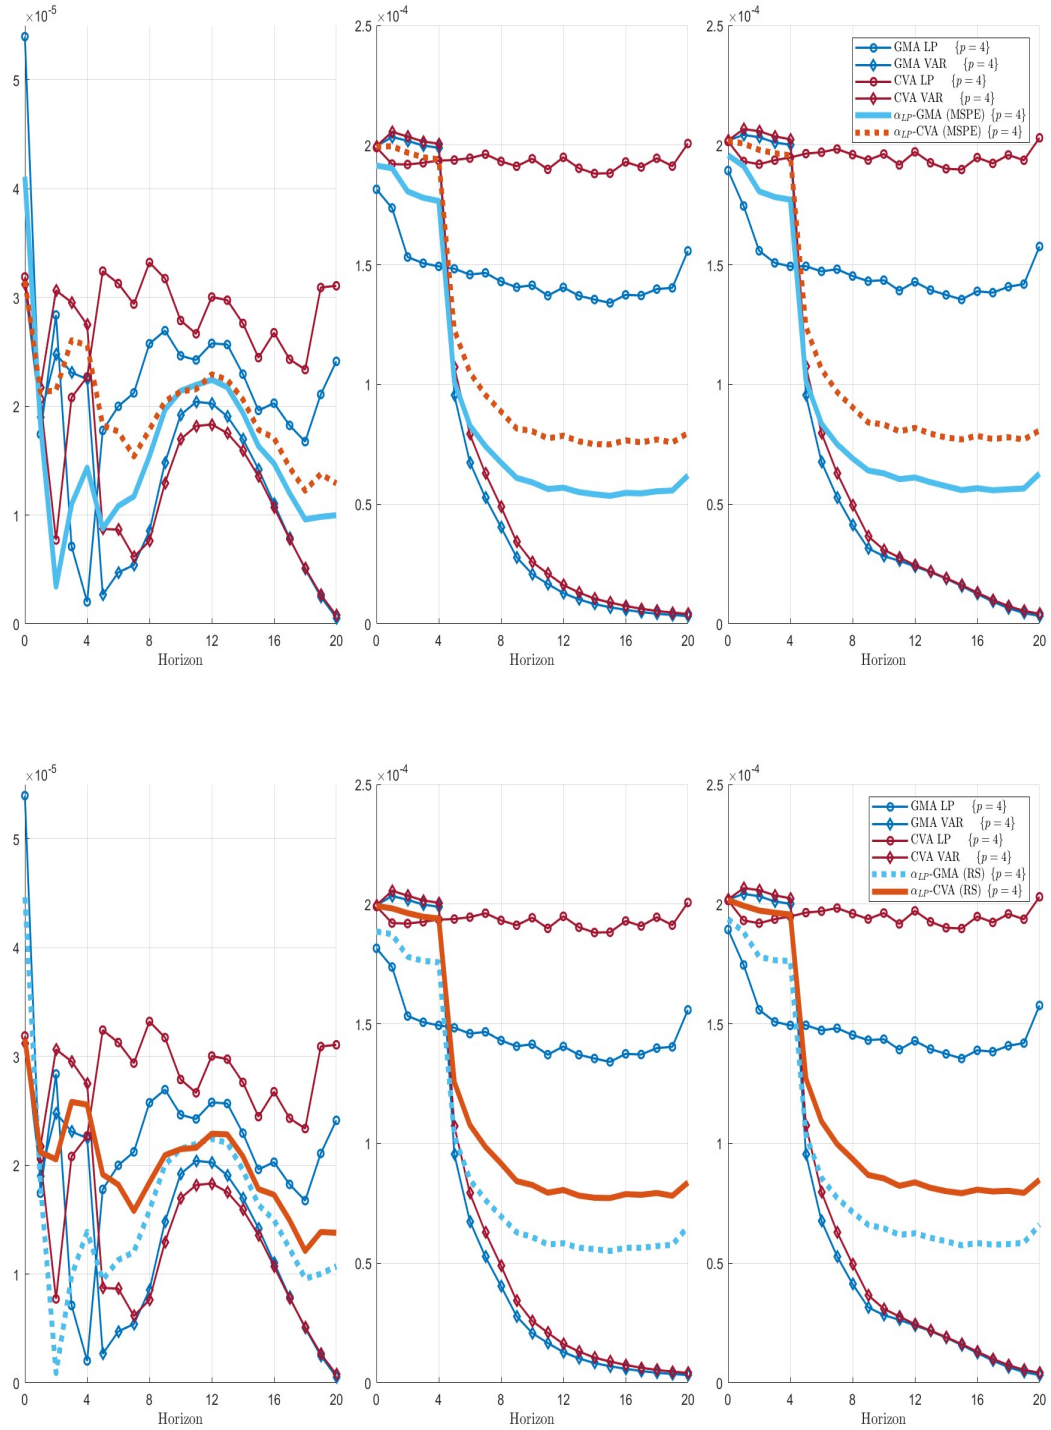 ×10⁻⁵
5
4
3
2
1
0
0 4 8 12 16 20
Horizon
×10⁻⁴
2.5
2
1.5
1
0.5
0
0 4 8 12 16 20
Horizon
×10⁻⁴
2.5
2
1.5
1
0.5
0
0 4 8 12 16 20
Horizon
GMA LP {p = 4}
GMA VAR {p = 4}
CVA LP {p = 4}
CVA VAR {p = 4}
α_LP-GMA (MSPE) {p = 4}
α_LP-CVA (MSPE) {p = 4}
×10⁻⁵
5
4
3
2
1
0
0 4 8 12 16 20
Horizon
×10⁻⁴
2.5
2
1.5
1
0.5
0
0 4 8 12 16 20
Horizon
×10⁻⁴
2.5
2
1.5
1
0.5
0
0 4 8 12 16 20
Horizon
GMA LP {p = 4}
GMA VAR {p = 4}
CVA LP {p = 4}
CVA VAR {p = 4}
α_LP-GMA (RS) {p = 4}
α_LP-CVA (RS) {p = 4}